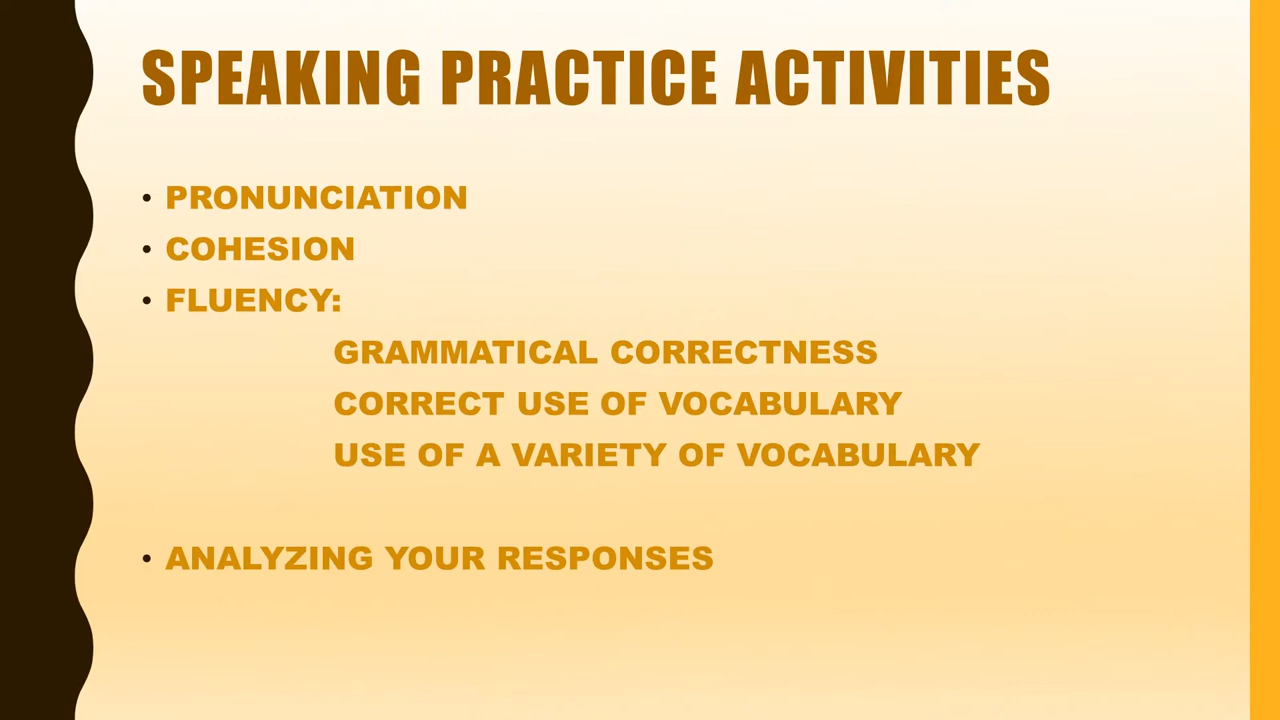 SPEAKING PRACTICE ACTIVITIES
• PRONUNCIATION
• COHESION
• FLUENCY:
GRAMMATICAL CORRECTNESS
CORRECT USE OF VOCABULARY
USE OF A VARIETY OF VOCABULARY
• ANALYZING YOUR RESPONSES